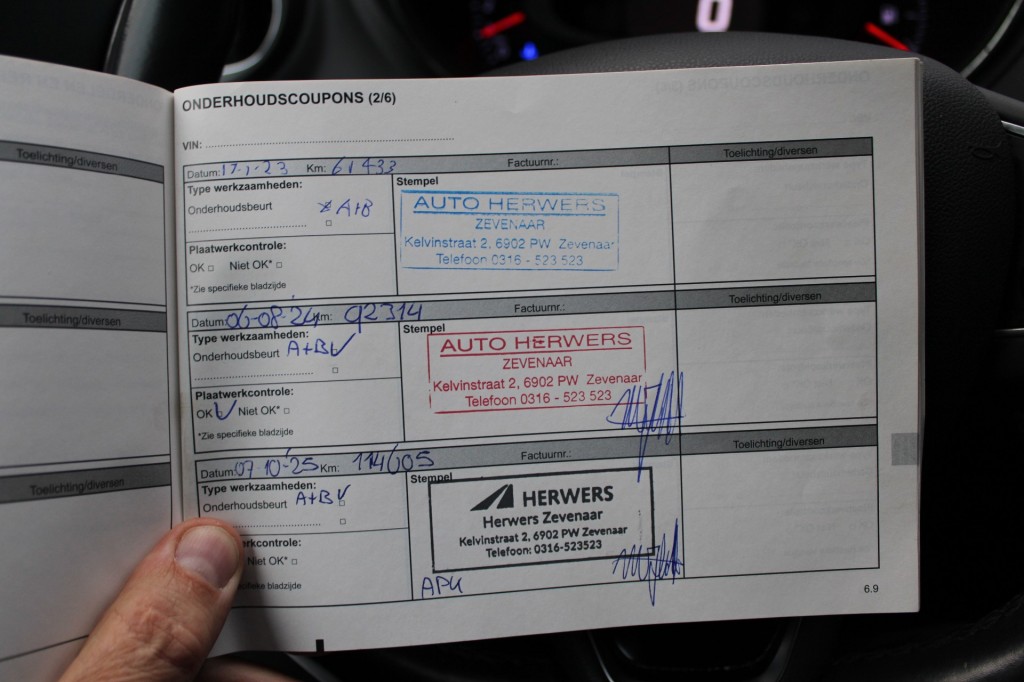 ONDERHOUDSCOUPONS (2/6)
VIN:
Toelichting/diversen
Datum: 17-1-23 Km: 61433 Factuurnr.: Toelichting/diversen
Type werkzaamheden:
Onderhoudsbeurt A+B
Plaatwerkcontrole:
OK □ Niet OK* □
*Zie specifieke bladzijde
Stempel
AUTO HERWERS
ZEVENAAR
Kelvinstraat 2, 6902 PW Zevenaar
Telefoon 0316 - 523 523
Toelichting/diversen
Datum: 06-08-'24 Km: 92314 Factuurnr.: Toelichting/diversen
Type werkzaamheden:
Onderhoudsbeurt A+B
Plaatwerkcontrole:
OK Niet OK* □
*Zie specifieke bladzijde
Stempel
AUTO HERWERS
ZEVENAAR
Kelvinstraat 2, 6902 PW Zevenaar
Telefoon 0316 - 523 523
Toelichting/diversen
Datum: 07-10-'25 Km: 114605 Factuurnr.: Toelichting/diversen
Type werkzaamheden:
Onderhoudsbeurt A+B
rkcontrole:
Niet OK* □
ifieke bladzijde
Stempel
HERWERS
Herwers Zevenaar
Kelvinstraat 2, 6902 PW Zevenaar
Telefoon: 0316-523523
APK
6.9
0